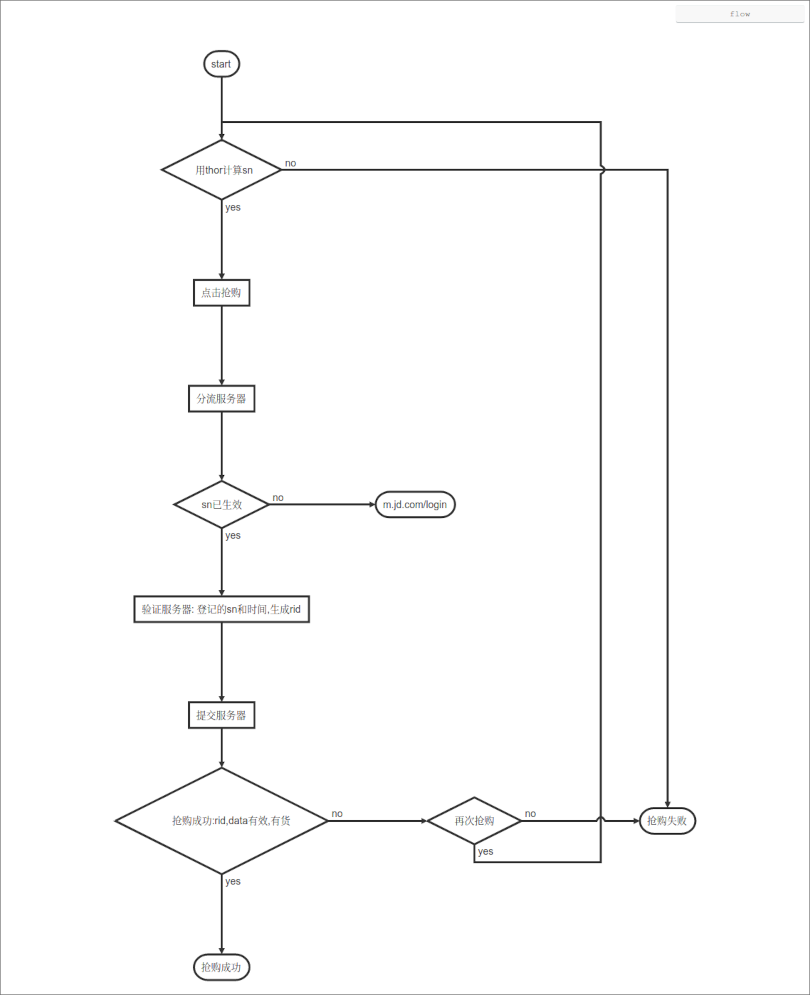 flow
start
用thor计算sn
no
yes
点击抢购
分流服务器
sn已生效
no
m.jd.com/login
yes
验证服务器: 登记的sn和时间,生成rid
提交服务器
抢购成功:rid,data有效,有货
no
再次抢购
no
抢购失败
yes
yes
抢购成功